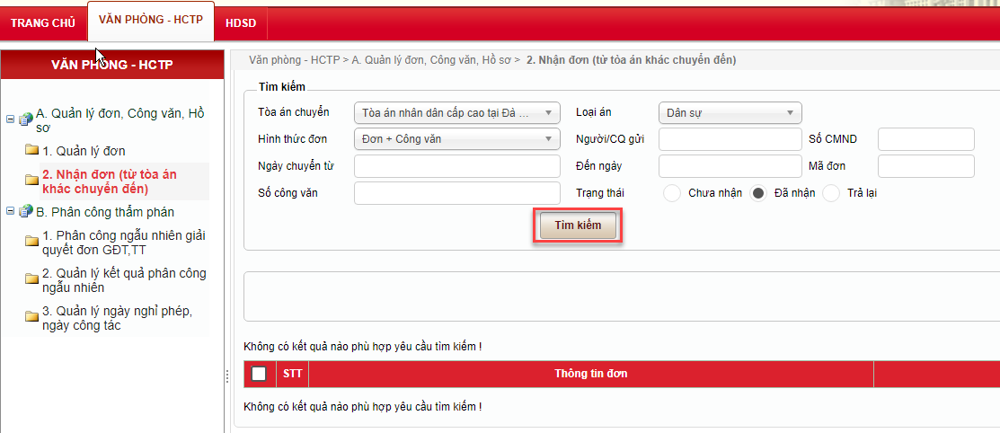 TRANG CHỦ
VĂN PHÒNG - HCTP
HDSD
VĂN PHÒNG - HCTP
A. Quản lý đơn, Công văn, Hồ
sơ
1. Quản lý đơn
2. Nhận đơn (từ tòa án
khác chuyển đến)
B. Phân công thẩm phán
1. Phân công ngẫu nhiên giải
quyết đơn GĐT,TT
2. Quản lý kết quả phân công
ngẫu nhiên
3. Quản lý ngày nghỉ phép,
ngày công tác
Văn phòng - HCTP > A. Quản lý đơn, Công văn, Hồ sơ > 2. Nhận đơn (từ tòa án khác chuyển đến)
Tìm kiếm
Tòa án chuyển
Tòa án nhân dân cấp cao tại Đà ...
Loại án
Dân sự
Hình thức đơn
Đơn + Công văn
Người/CQ gửi
Số CMND
Ngày chuyển từ
Đến ngày
Mã đơn
Số công văn
Trạng thái
Chưa nhận
Đã nhận
Trả lại
Tìm kiếm
Không có kết quả nào phù hợp yêu cầu tìm kiếm !
STT
Thông tin đơn
Không có kết quả nào phù hợp yêu cầu tìm kiếm !